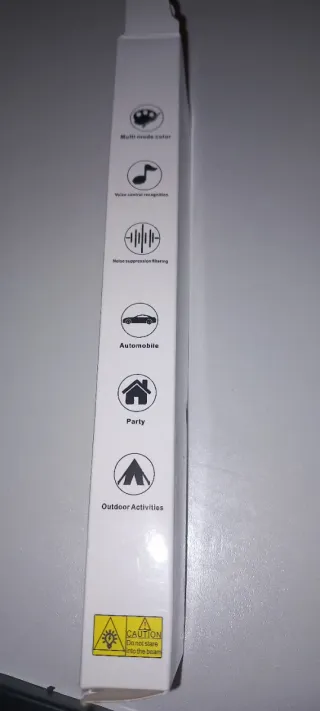 Multi-mode color
Voice control recognition
Noise suppression filtering
Automobile
Party
Outdoor Activities
CAUTION
Do not stare
into the beam